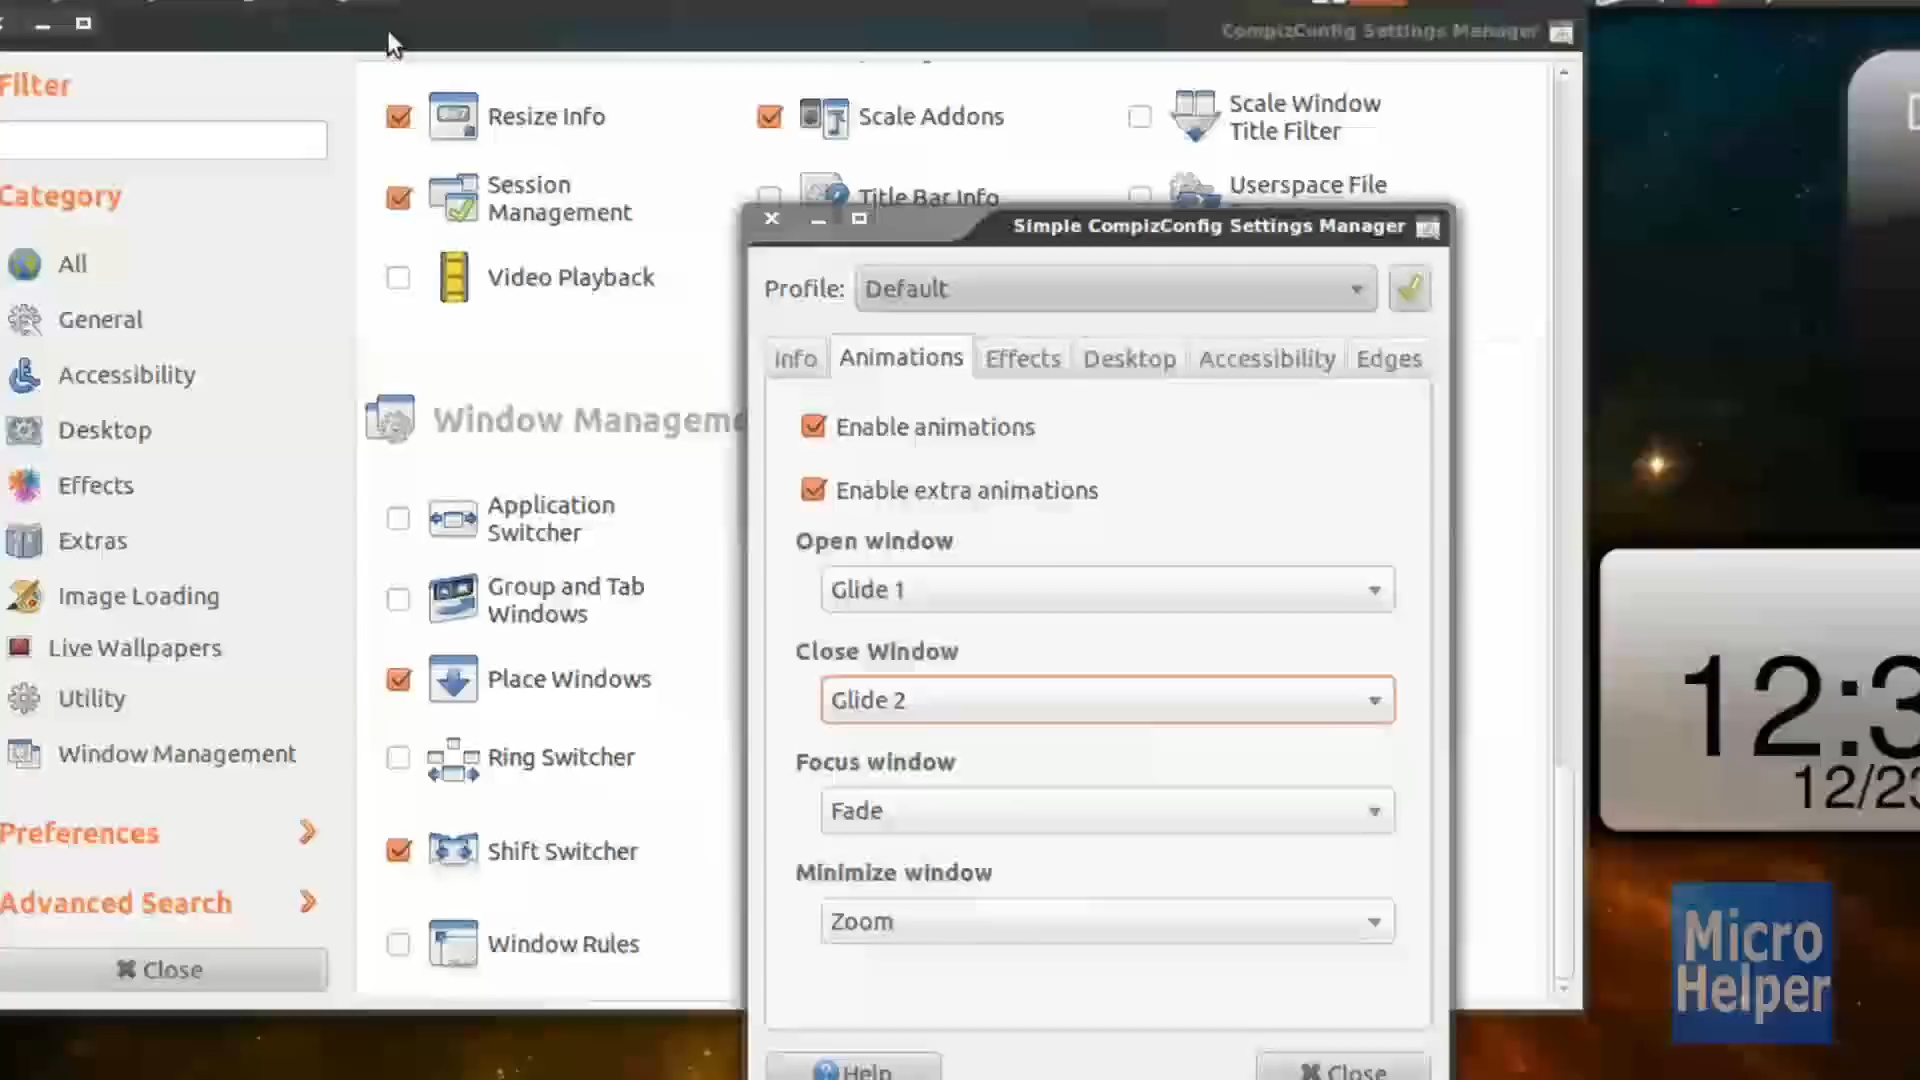 CompizConfig Settings Manager
Filter
Category
All
General
Accessibility
Desktop
Effects
Extras
Image Loading
Live Wallpapers
Utility
Window Management
Preferences
Advanced Search
Close
Resize Info
Scale Addons
Scale Window
Title Filter
Session
Management
Title Bar Info
Userspace File
Video Playback
Window Manageme
Application
Switcher
Group and Tab
Windows
Place Windows
Ring Switcher
Shift Switcher
Window Rules
Simple CompizConfig Settings Manager
Profile: Default
Info Animations Effects Desktop Accessibility Edges
Enable animations
Enable extra animations
Open window
Glide 1
Close Window
Glide 2
Focus window
Fade
Minimize window
Zoom
Help
Close
12:3
12/23
Micro
Helper